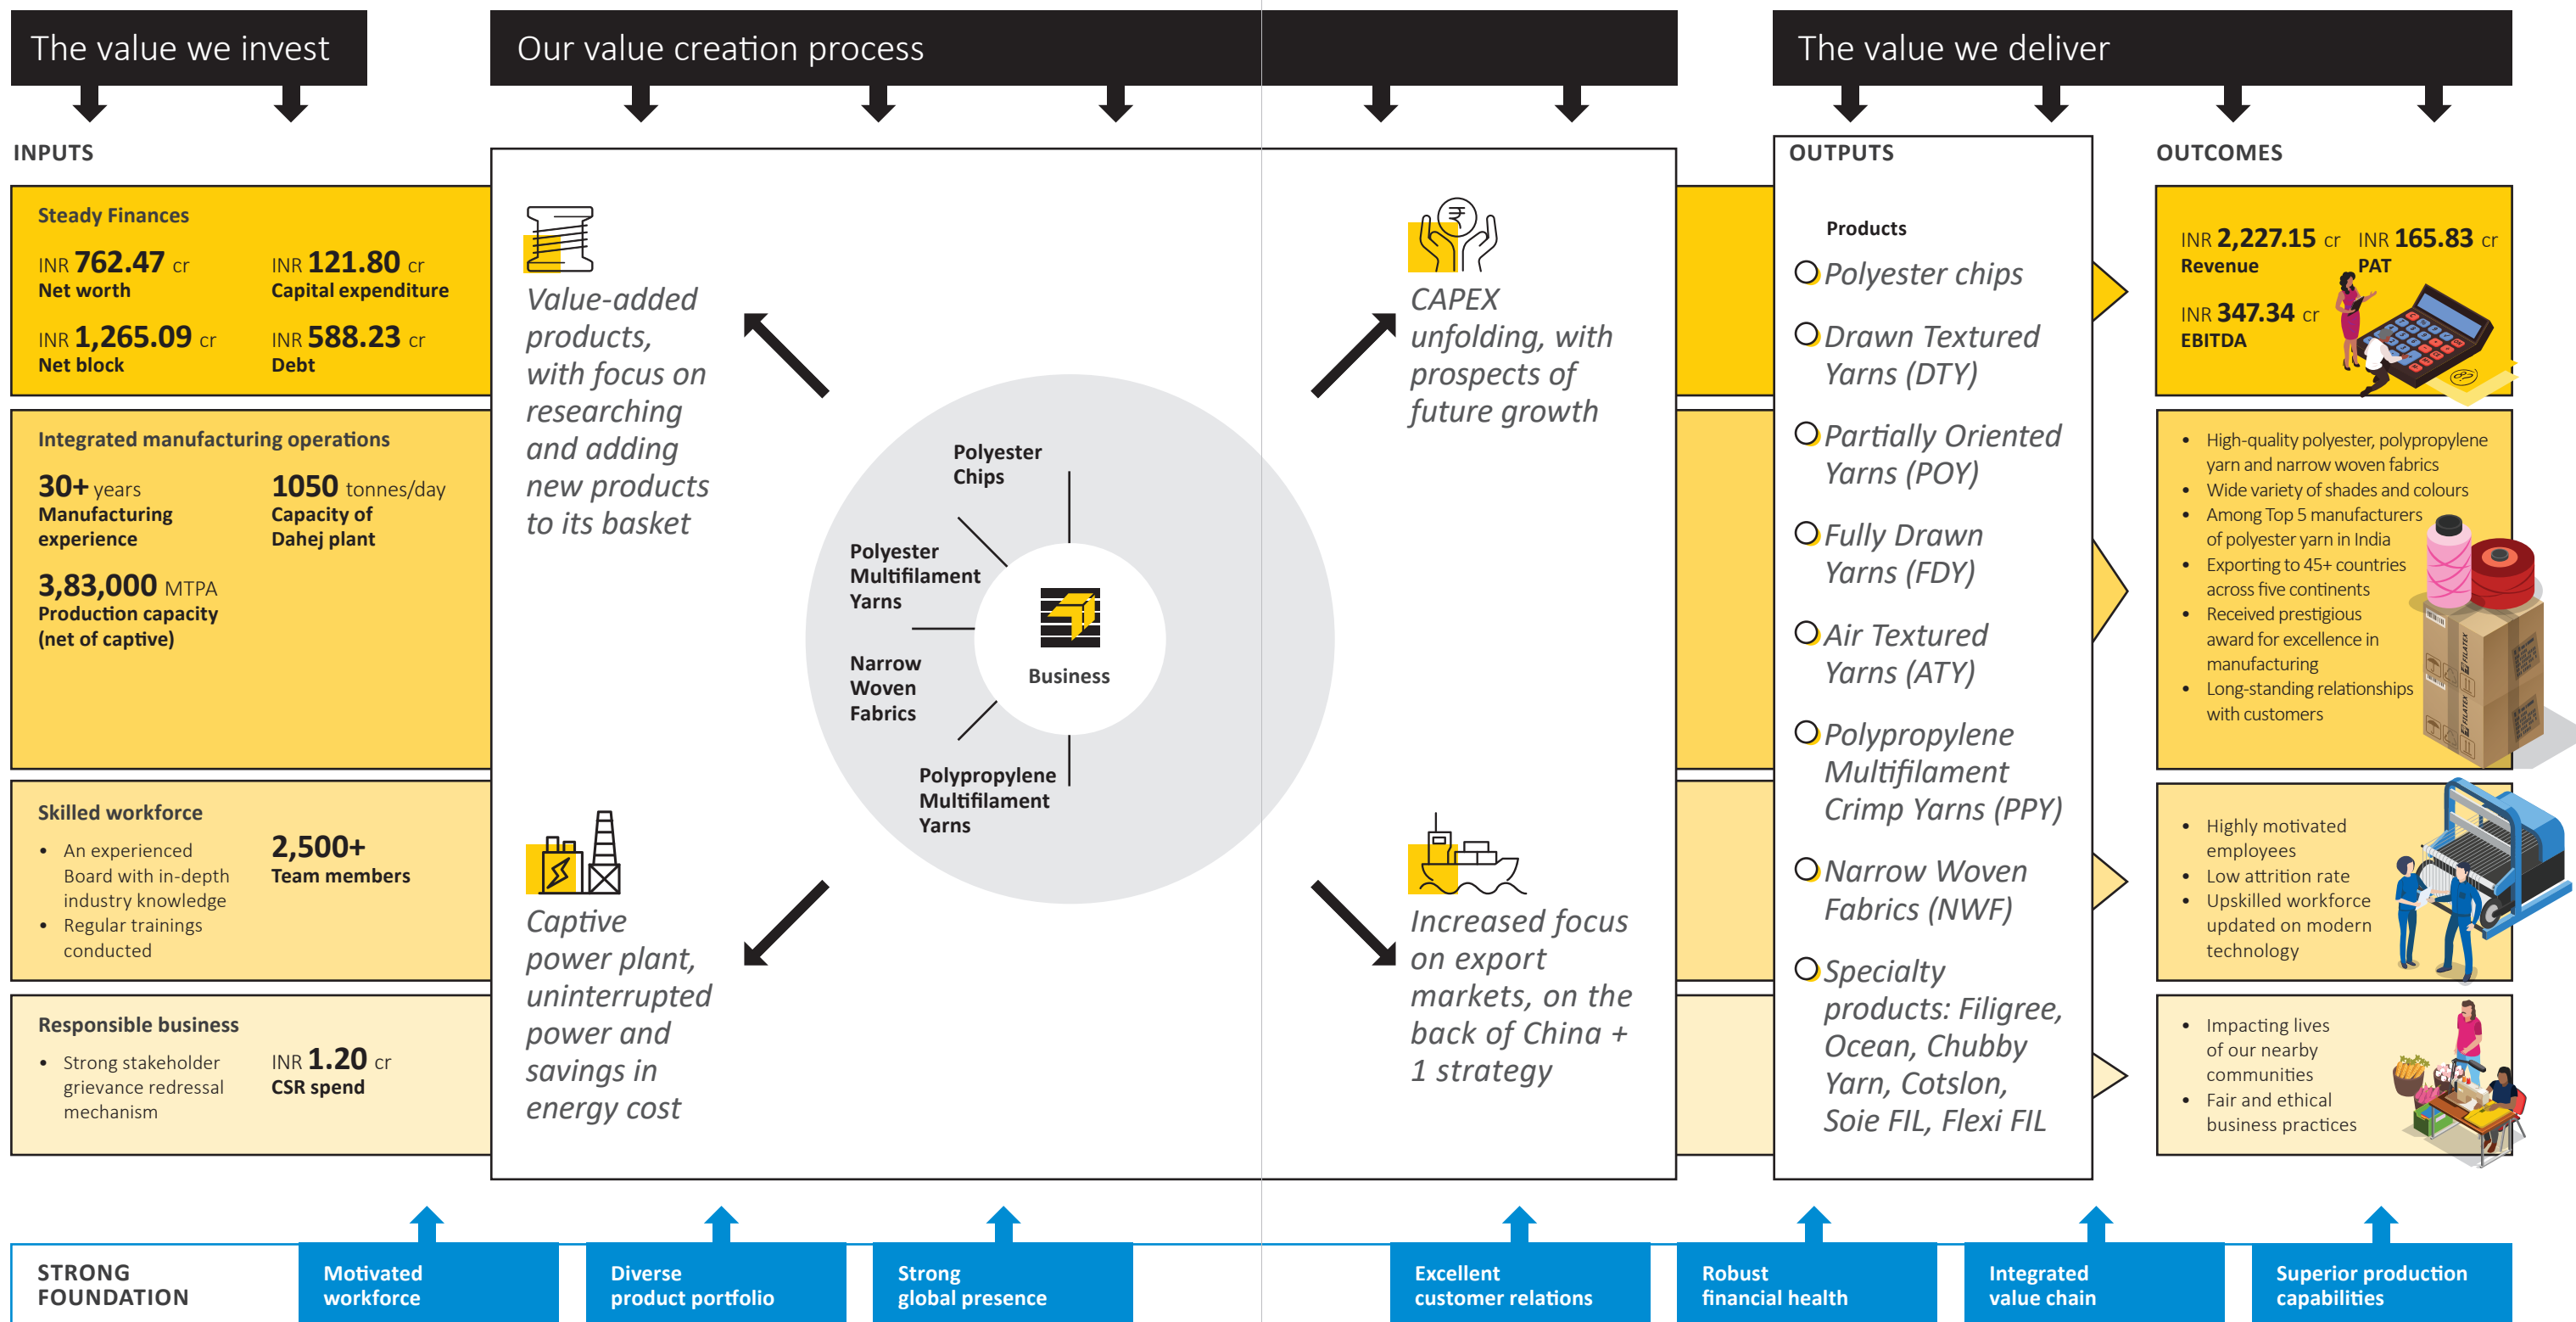 The value we invest
Our value creation process
The value we deliver
INPUTS
Steady Finances
INR 762.47 cr
Net worth
INR 121.80 cr
Capital expenditure
INR 1,265.09 cr
Net block
INR 588.23 cr
Debt
Integrated manufacturing operations
30+ years
Manufacturing
experience
1050 tonnes/day
Capacity of
Dahej plant
3,83,000 MTPA
Production capacity
(net of captive)
Skilled workforce
• An experienced
Board with in-depth
industry knowledge
• Regular trainings
conducted
2,500+
Team members
Responsible business
• Strong stakeholder
grievance redressal
mechanism
INR 1.20 cr
CSR spend
Value-added
products,
with focus on
researching
and adding
new products
to its basket
CAPEX
unfolding, with
prospects of
future growth
Polyester
Chips
Polyester
Multifilament
Yarns
Narrow
Woven
Fabrics
Polypropylene
Multifilament
Yarns
Business
Captive
power plant,
uninterrupted
power and
savings in
energy cost
Increased focus
on export
markets, on the
back of China +
1 strategy
OUTPUTS
Products
Polyester chips
Drawn Textured
Yarns (DTY)
Partially Oriented
Yarns (POY)
Fully Drawn
Yarns (FDY)
Air Textured
Yarns (ATY)
Polypropylene
Multifilament
Crimp Yarns (PPY)
Narrow Woven
Fabrics (NWF)
Specialty
products: Filigree,
Ocean, Chubby
Yarn, Cotslon,
Soie FIL, Flexi FIL
OUTCOMES
INR 2,227.15 cr
Revenue
INR 165.83 cr
PAT
INR 347.34 cr
EBITDA
• High-quality polyester, polypropylene
yarn and narrow woven fabrics
• Wide variety of shades and colours
• Among Top 5 manufacturers
of polyester yarn in India
• Exporting to 45+ countries
across five continents
• Received prestigious
award for excellence in
manufacturing
• Long-standing relationships
with customers
FILATEX
FILATEX
• Highly motivated
employees
• Low attrition rate
• Upskilled workforce
updated on modern
technology
• Impacting lives
of our nearby
communities
• Fair and ethical
business practices
STRONG
FOUNDATION
Motivated
workforce
Diverse
product portfolio
Strong
global presence
Excellent
customer relations
Robust
financial health
Integrated
value chain
Superior production
capabilities